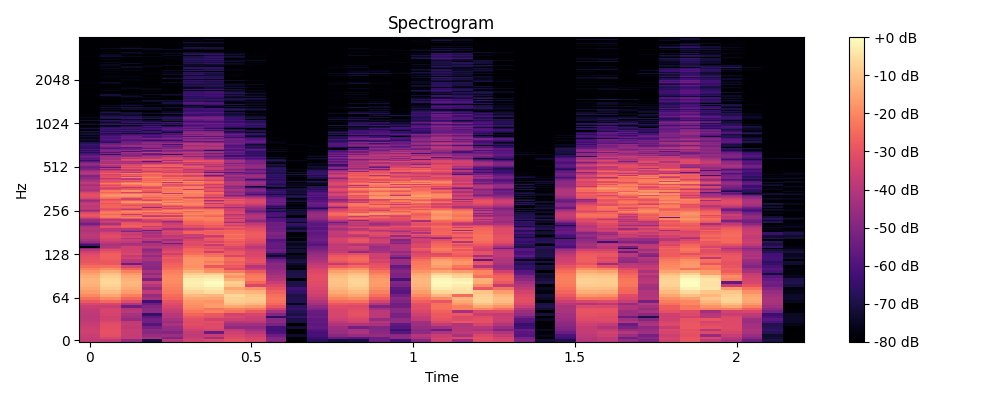 Spectrogram
Hz
2048
1024
512
256
128
64
0
0 0.5 1 1.5 2
Time
+0 dB
-10 dB
-20 dB
-30 dB
-40 dB
-50 dB
-60 dB
-70 dB
-80 dB